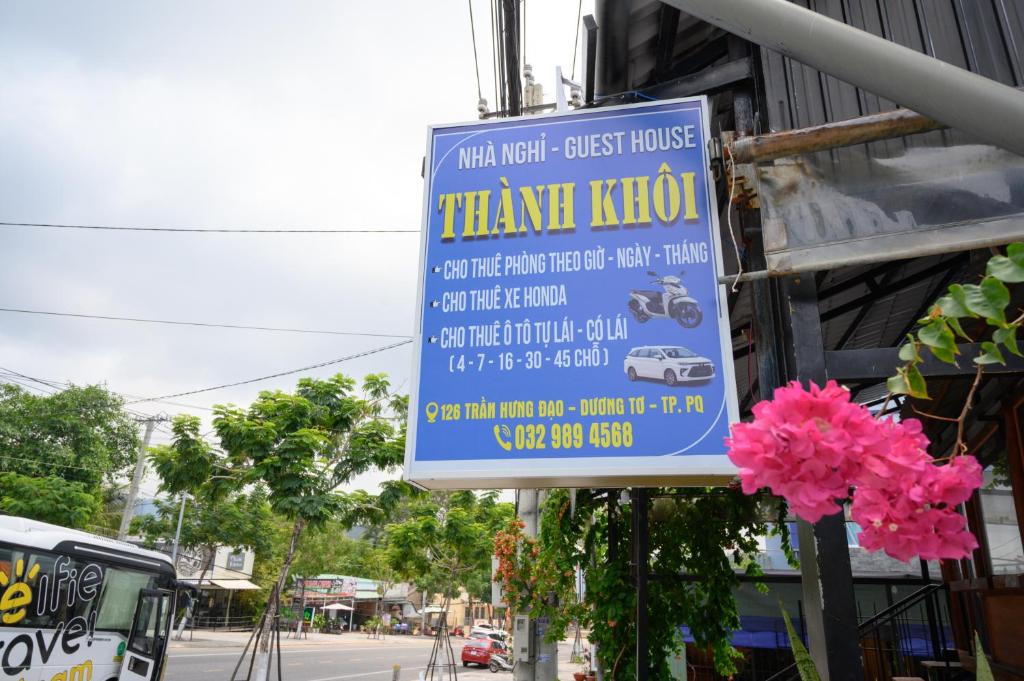 NHÀ NGHỈ - GUEST HOUSE
THÀNH KHÔI
CHO THUÊ PHÒNG THEO GIỜ - NGÀY - THÁNG
CHO THUÊ XE HONDA
CHO THUÊ Ô TÔ TỰ LÁI - CÓ LÁI
( 4 - 7 - 16 - 30 - 45 CHỖ )
126 TRẦN HƯNG ĐẠO - DƯƠNG TƠ - TP. PQ
032 989 4568
elfie
ravel